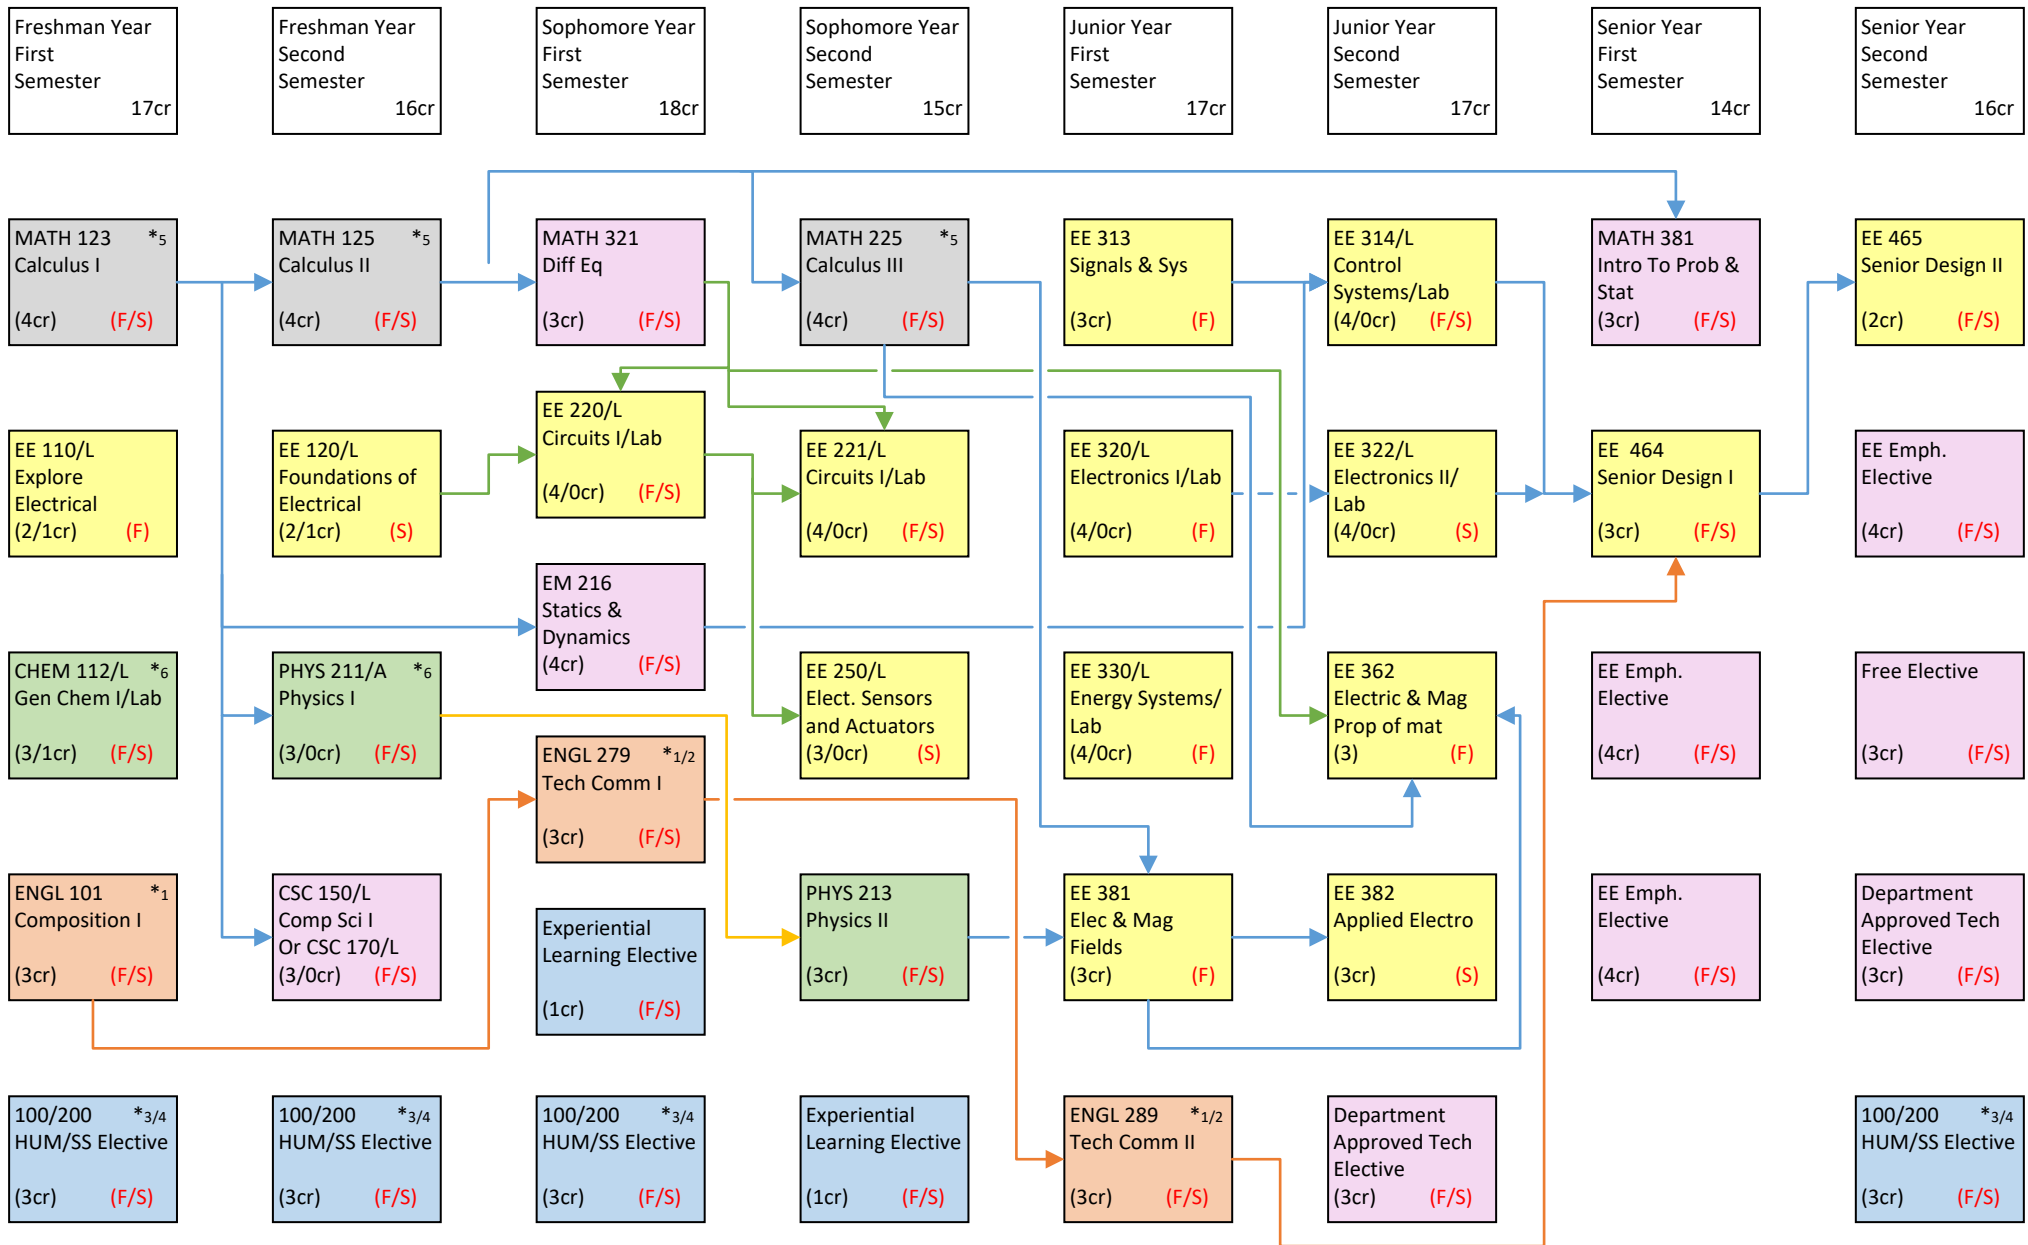 Freshman Year
First
Semester
17cr
Freshman Year
Second
Semester
16cr
Sophomore Year
First
Semester
18cr
Sophomore Year
Second
Semester
15cr
Junior Year
First
Semester
17cr
Junior Year
Second
Semester
17cr
Senior Year
First
Semester
14cr
Senior Year
Second
Semester
16cr
MATH 123 *5
Calculus I
(4cr) (F/S)
MATH 125 *5
Calculus II
(4cr) (F/S)
MATH 321
Diff Eq
(3cr) (F/S)
MATH 225 *5
Calculus III
(4cr) (F/S)
EE 313
Signals & Sys
(3cr) (F)
EE 314/L
Control
Systems/Lab
(4/0cr) (F/S)
MATH 381
Intro To Prob &
Stat
(3cr) (F/S)
EE 465
Senior Design II
(2cr) (F/S)
EE 110/L
Explore
Electrical
(2/1cr) (F)
EE 120/L
Foundations of
Electrical
(2/1cr) (S)
EE 220/L
Circuits I/Lab
(4/0cr) (F/S)
EE 221/L
Circuits I/Lab
(4/0cr) (F/S)
EE 320/L
Electronics I/Lab
(4/0cr) (F)
EE 322/L
Electronics II/
Lab
(4/0cr) (S)
EE 464
Senior Design I
(3cr) (F/S)
EE Emph.
Elective
(4cr) (F/S)
EM 216
Statics &
Dynamics
(4cr) (F/S)
CHEM 112/L *6
Gen Chem I/Lab
(3/1cr) (F/S)
PHYS 211/A *6
Physics I
(3/0cr) (F/S)
EE 250/L
Elect. Sensors
and Actuators
(3/0cr) (S)
EE 330/L
Energy Systems/
Lab
(4/0cr) (F)
EE 362
Electric & Mag
Prop of mat
(3) (F)
EE Emph.
Elective
(4cr) (F/S)
Free Elective
(3cr) (F/S)
ENGL 279 *1/2
Tech Comm I
(3cr) (F/S)
ENGL 101 *1
Composition I
(3cr) (F/S)
CSC 150/L
Comp Sci I
Or CSC 170/L
(3/0cr) (F/S)
Experiential
Learning Elective
(1cr) (F/S)
PHYS 213
Physics II
(3cr) (F/S)
EE 381
Elec & Mag
Fields
(3cr) (F)
EE 382
Applied Electro
(3cr) (S)
EE Emph.
Elective
(4cr) (F/S)
Department
Approved Tech
Elective
(3cr) (F/S)
100/200 *3/4
HUM/SS Elective
(3cr) (F/S)
100/200 *3/4
HUM/SS Elective
(3cr) (F/S)
100/200 *3/4
HUM/SS Elective
(3cr) (F/S)
Experiential
Learning Elective
(1cr) (F/S)
ENGL 289 *1/2
Tech Comm II
(3cr) (F/S)
Department
Approved Tech
Elective
(3cr) (F/S)
100/200 *3/4
HUM/SS Elective
(3cr) (F/S)